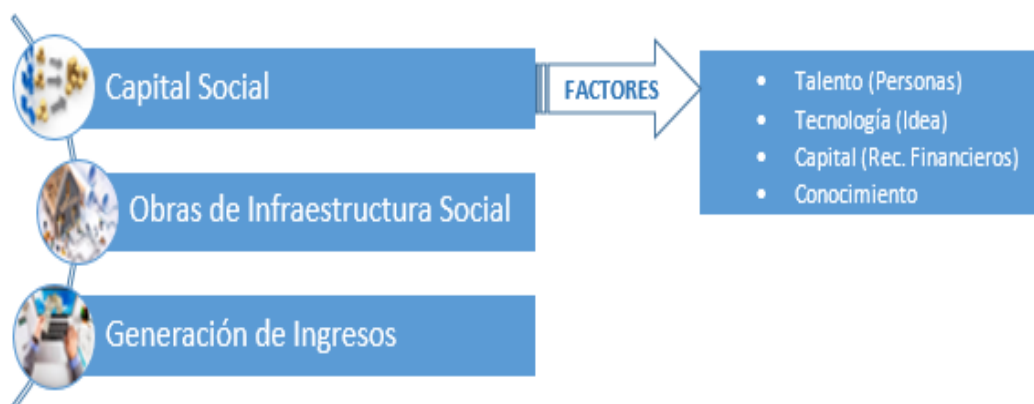 Capital Social
FACTORES
• Talento (Personas)
• Tecnología (Idea)
• Capital (Rec. Financieros)
• Conocimiento
Obras de Infraestructura Social
Generación de Ingresos